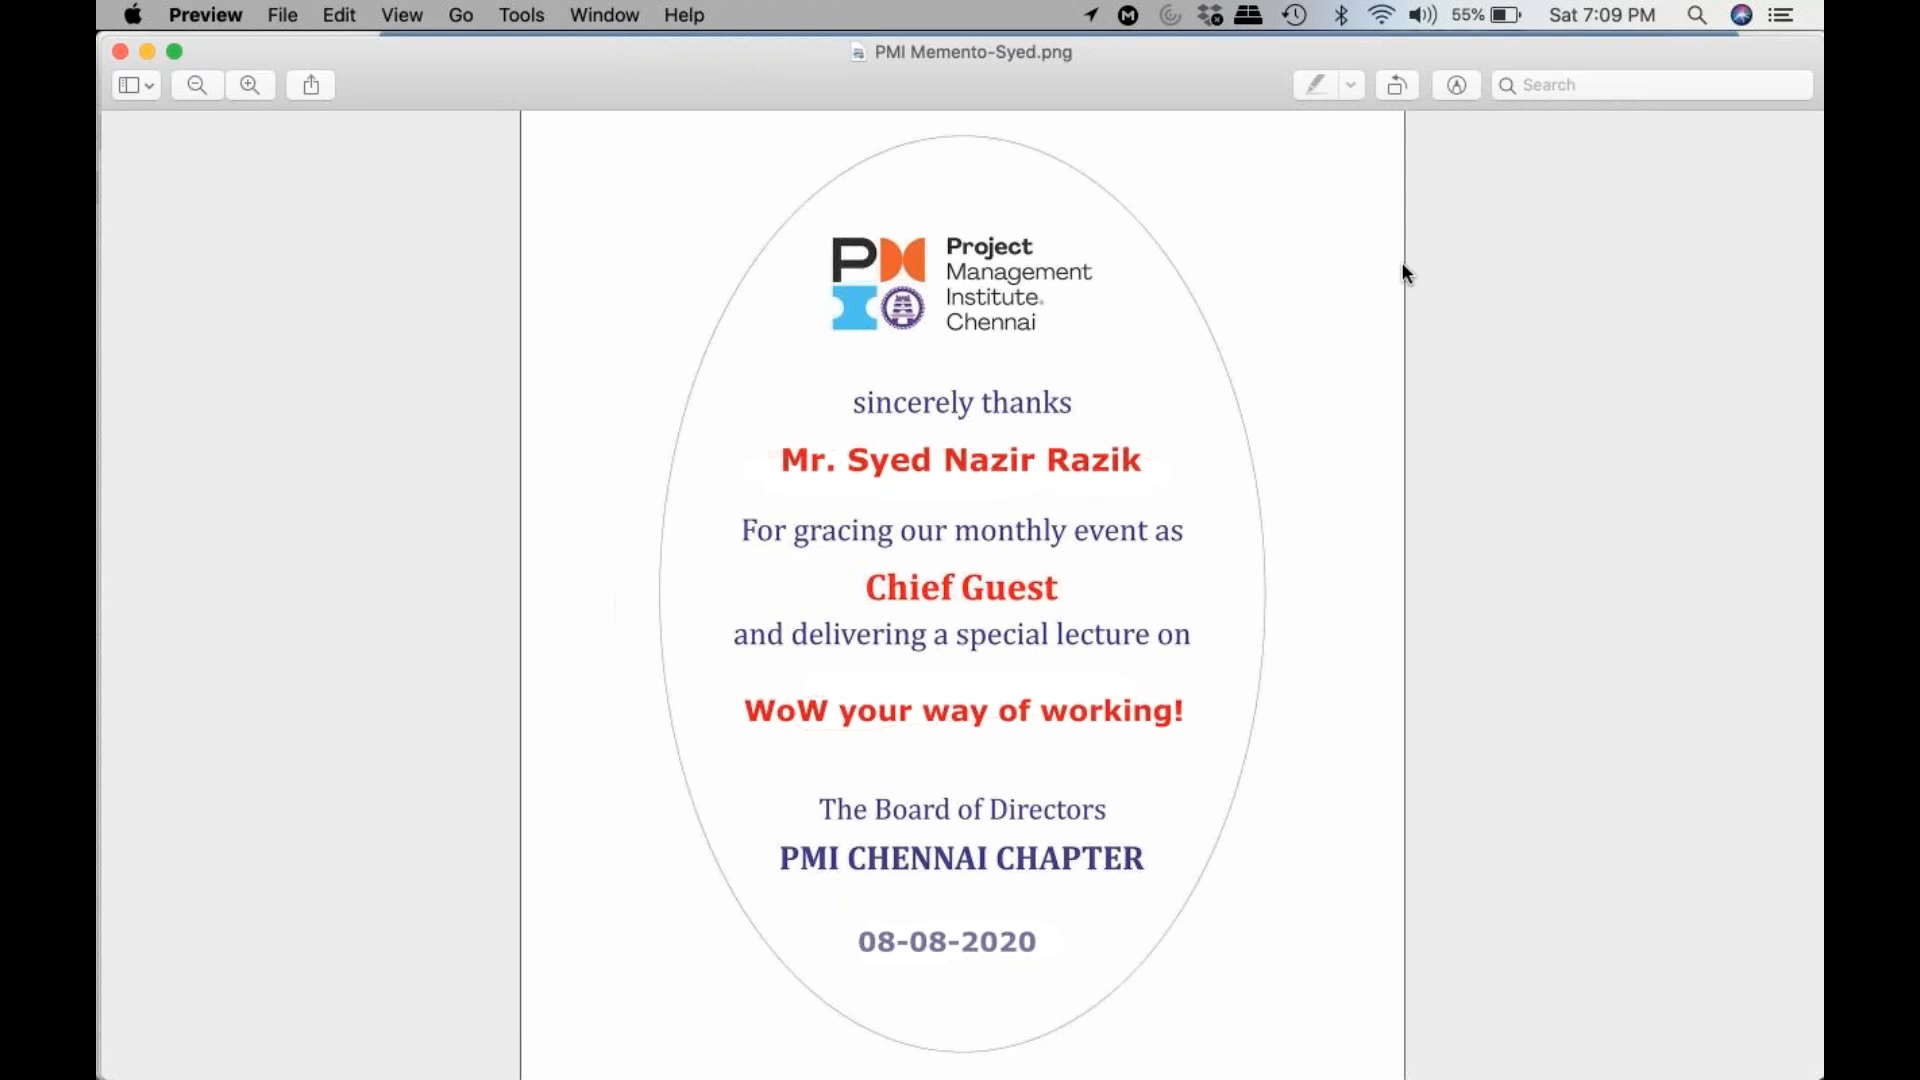 Preview File Edit View Go Tools Window Help 55% Sat 7:09 PM
PMI Memento-Syed.png
Search
PMI
Project
Management
Institute.
Chennai
sincerely thanks
Mr. Syed Nazir Razik
For gracing our monthly event as
Chief Guest
and delivering a special lecture on
WoW your way of working!
The Board of Directors
PMI CHENNAI CHAPTER
08-08-2020